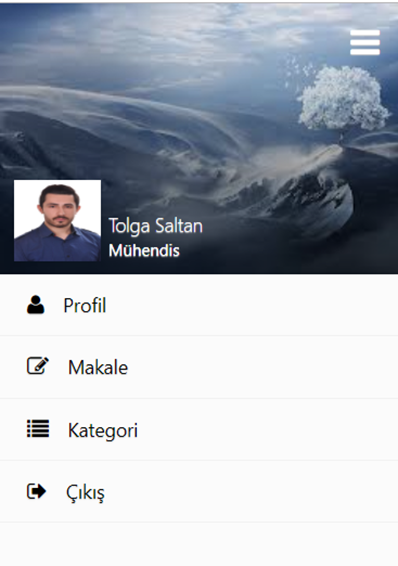 Tolga Saltan
Mühendis
Profil
Makale
Kategori
Çıkış